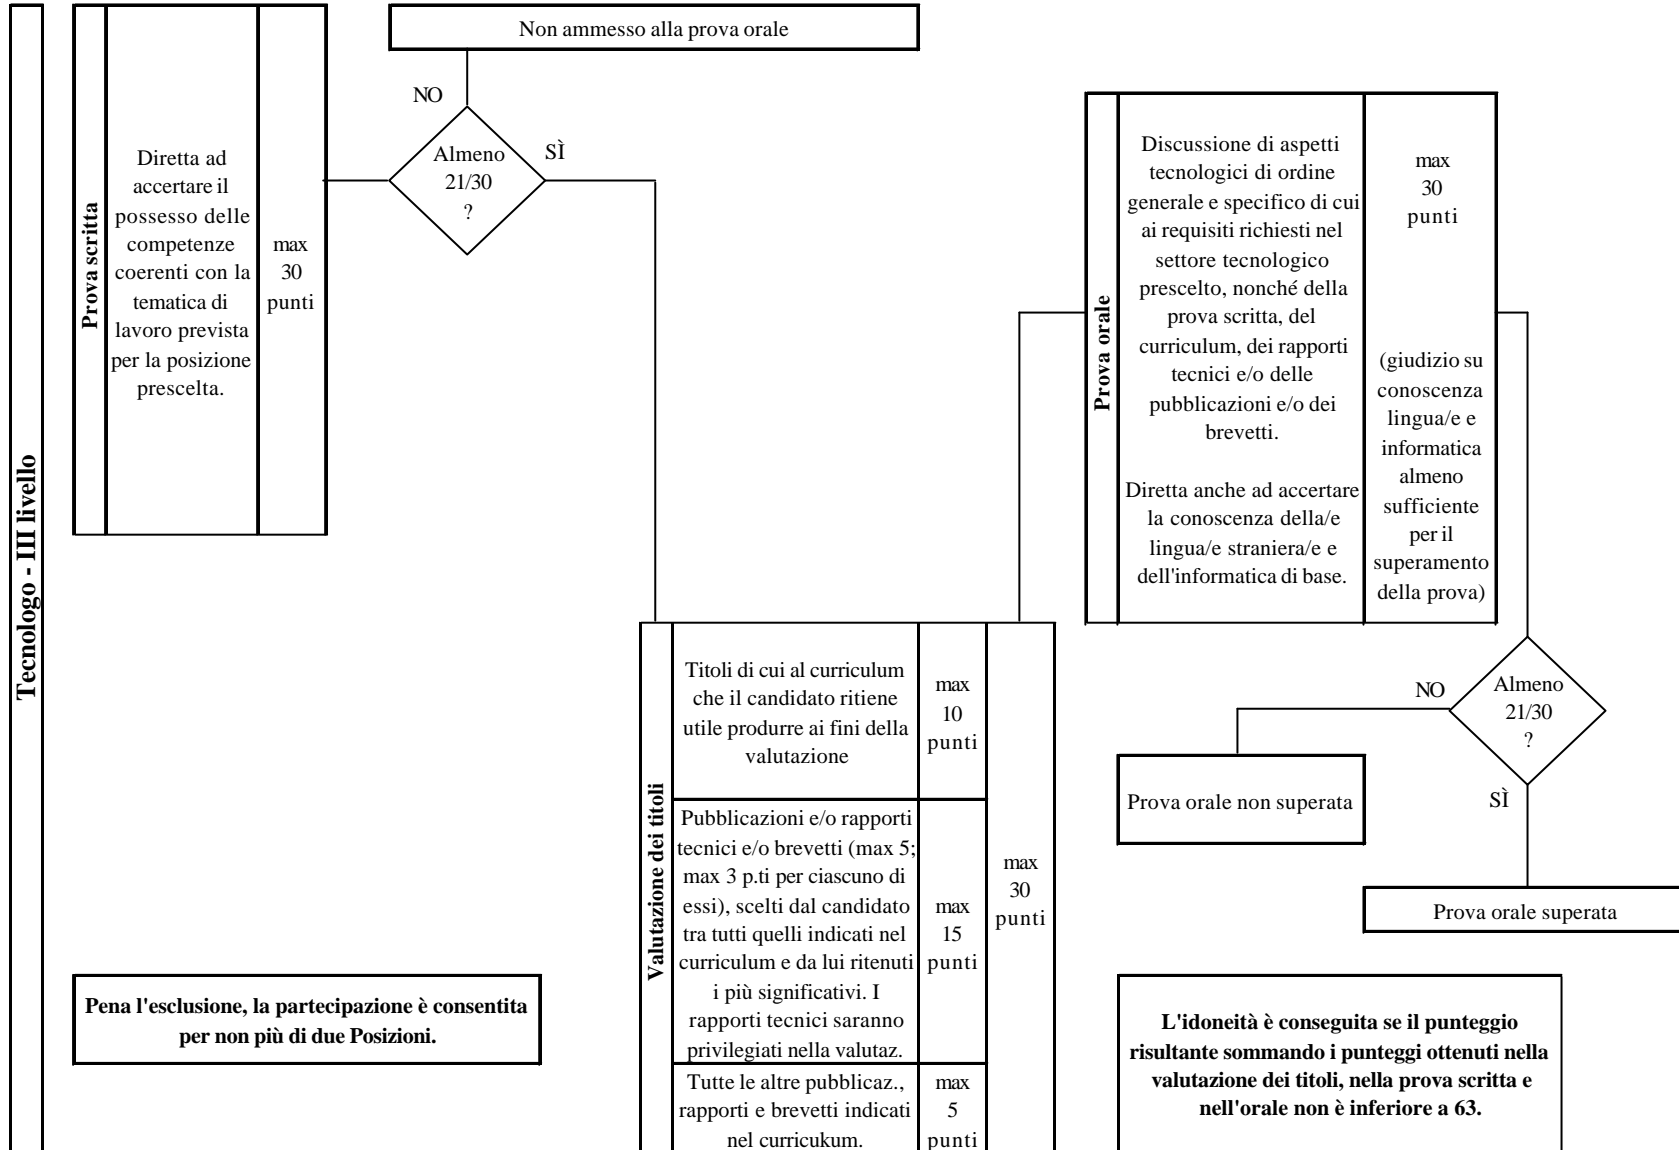 Tecnologo - III livello
Non ammesso alla prova orale
NO
Almeno
21/30
?
SÌ
Prova scritta
Diretta ad
accertare il
possesso delle
competenze
coerenti con la
tematica di
lavoro prevista
per la posizione
prescelta.
max
30
punti
Prova orale
Discussione di aspetti
tecnologici di ordine
generale e specifico di cui
ai requisiti richiesti nel
settore tecnologico
prescelto, nonché della
prova scritta, del
curriculum, dei rapporti
tecnici e/o delle
pubblicazioni e/o dei
brevetti.
Diretta anche ad accertare
la conoscenza della/e
lingua/e straniera/e e
dell'informatica di base.
max
30
punti
(giudizio su
conoscenza
lingua/e e
informatica
almeno
sufficiente
per il
superamento
della prova)
Valutazione dei titoli
Titoli di cui al curriculum
che il candidato ritiene
utile produrre ai fini della
valutazione
max
10
punti
Pubblicazioni e/o rapporti
tecnici e/o brevetti (max 5;
max 3 p.ti per ciascuno di
essi), scelti dal candidato
tra tutti quelli indicati nel
curriculum e da lui ritenuti
i più significativi. I
rapporti tecnici saranno
privilegiati nella valutaz.
max
15
punti
Tutte le altre pubblicaz.,
rapporti e brevetti indicati
nel curricukum.
max
5
punti
max
30
punti
NO
Almeno
21/30
?
SÌ
Prova orale non superata
Prova orale superata
Pena l'esclusione, la partecipazione è consentita
per non più di due Posizioni.
L'idoneità è conseguita se il punteggio
risultante sommando i punteggi ottenuti nella
valutazione dei titoli, nella prova scritta e
nell'orale non è inferiore a 63.